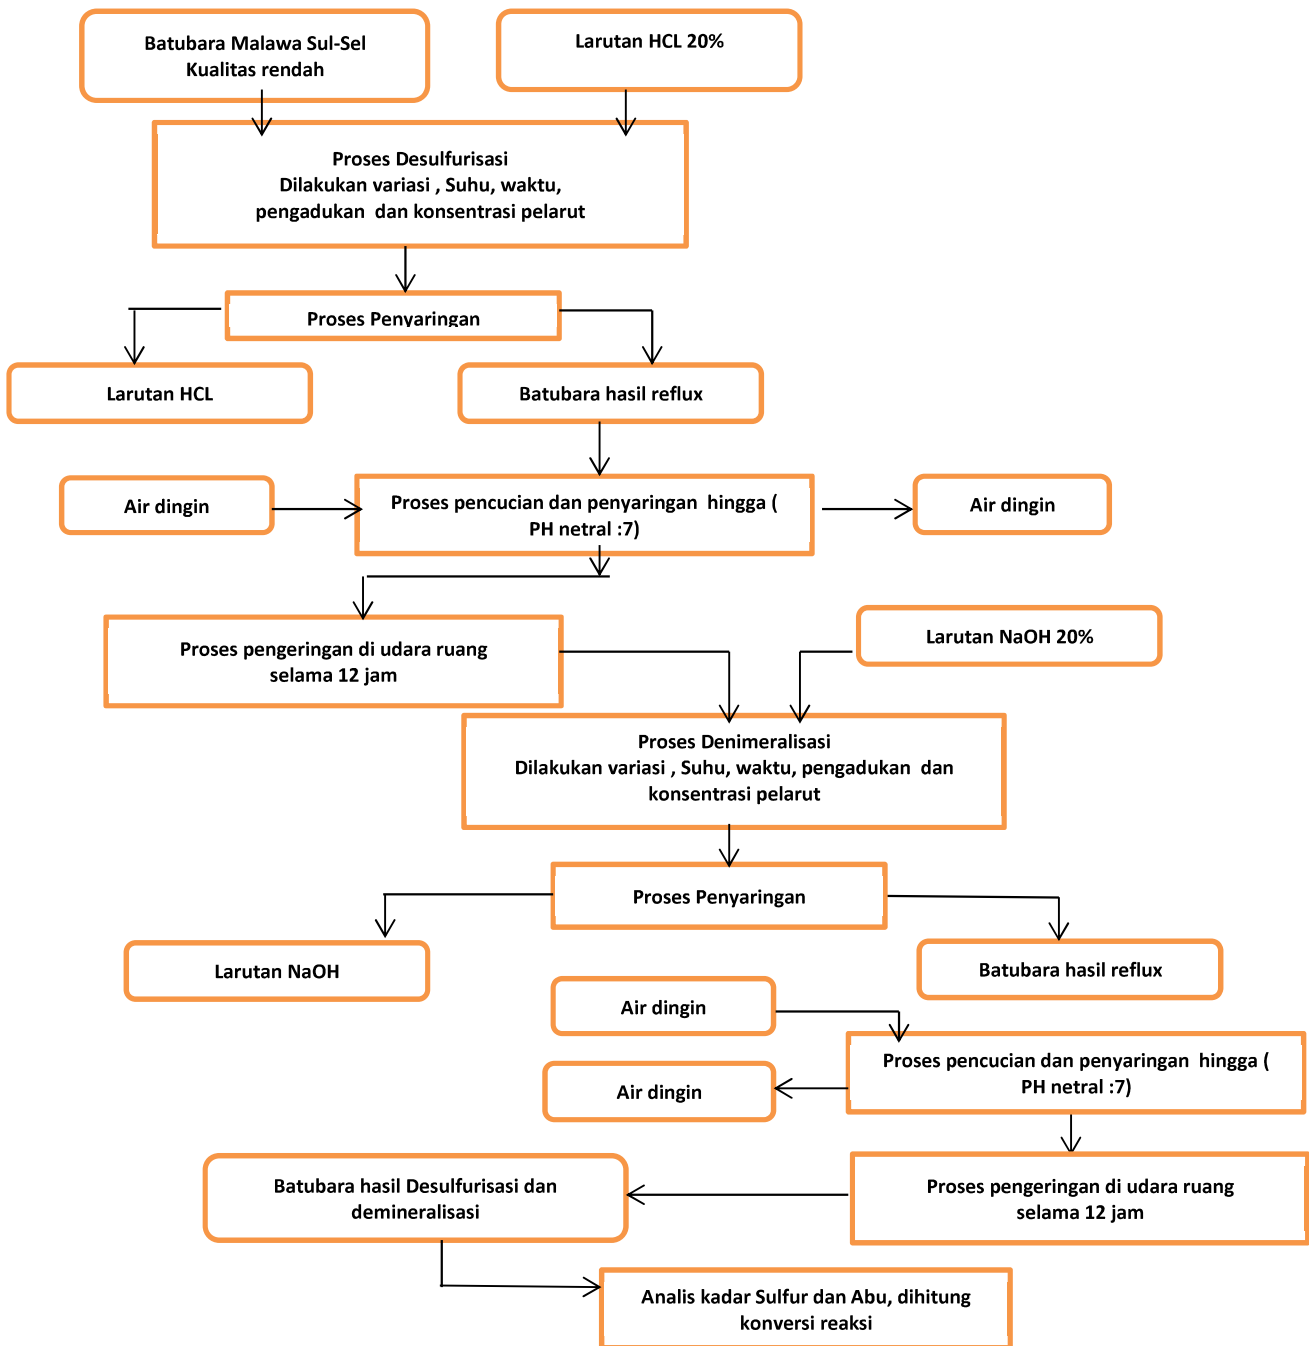 Batubara Malawa Sul-Sel
Kualitas rendah
Larutan HCL 20%
Proses Desulfurisasi
Dilakukan variasi , Suhu, waktu,
pengadukan dan konsentrasi pelarut
Proses Penyaringan
Larutan HCL
Batubara hasil reflux
Air dingin
Proses pencucian dan penyaringan hingga (
PH netral :7)
Air dingin
Proses pengeringan di udara ruang
selama 12 jam
Larutan NaOH 20%
Proses Denimeralisasi
Dilakukan variasi , Suhu, waktu, pengadukan dan
konsentrasi pelarut
Proses Penyaringan
Larutan NaOH
Batubara hasil reflux
Air dingin
Proses pencucian dan penyaringan hingga (
PH netral :7)
Air dingin
Proses pengeringan di udara ruang
selama 12 jam
Batubara hasil Desulfurisasi dan
demineralisasi
Analis kadar Sulfur dan Abu, dihitung
konversi reaksi